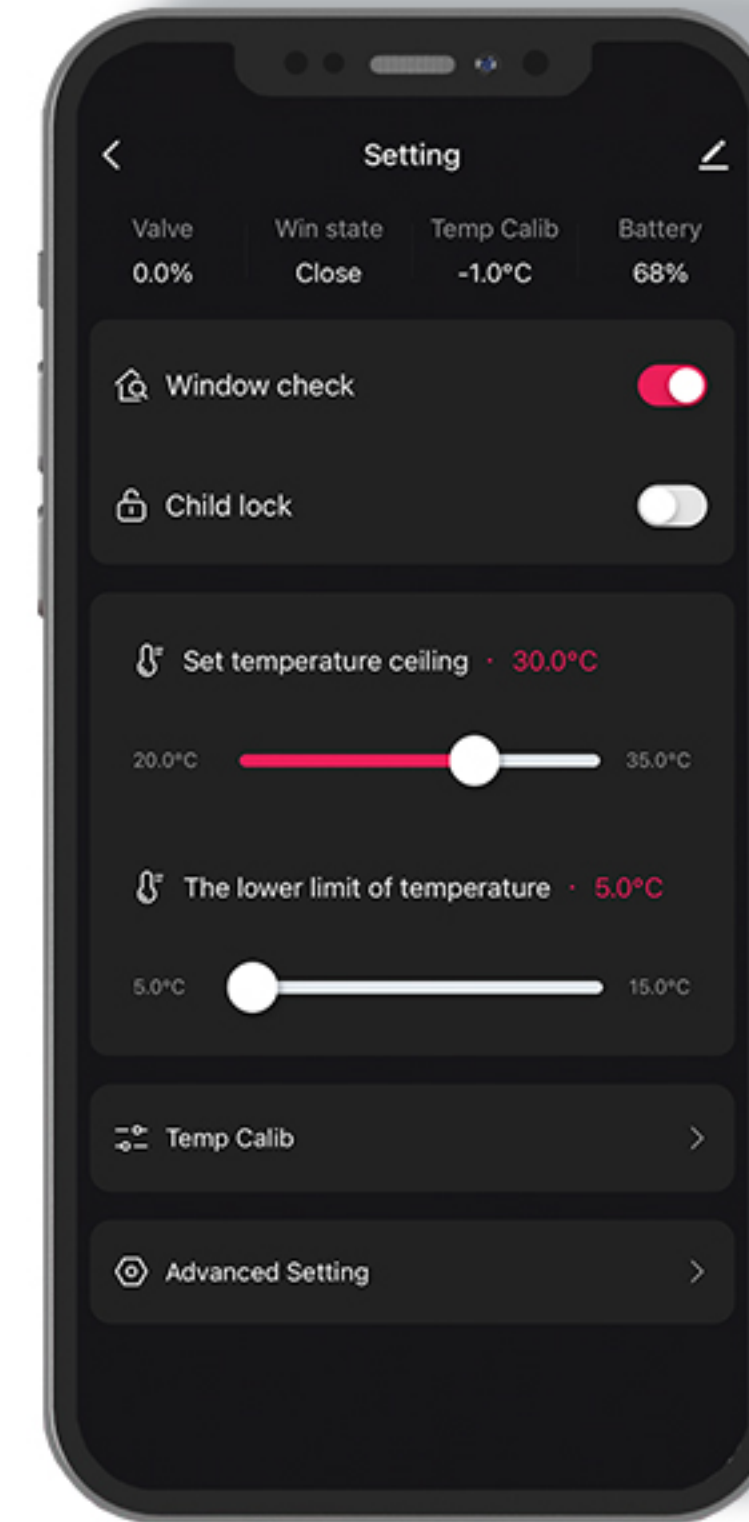 Setting
Valve Win state Temp Calib Battery
0.0% Close -1.0°C 68%
Window check
Child lock
Set temperature ceiling · 30.0°C
20.0°C 35.0°C
The lower limit of temperature · 5.0°C
5.0°C 15.0°C
Temp Calib
Advanced Setting